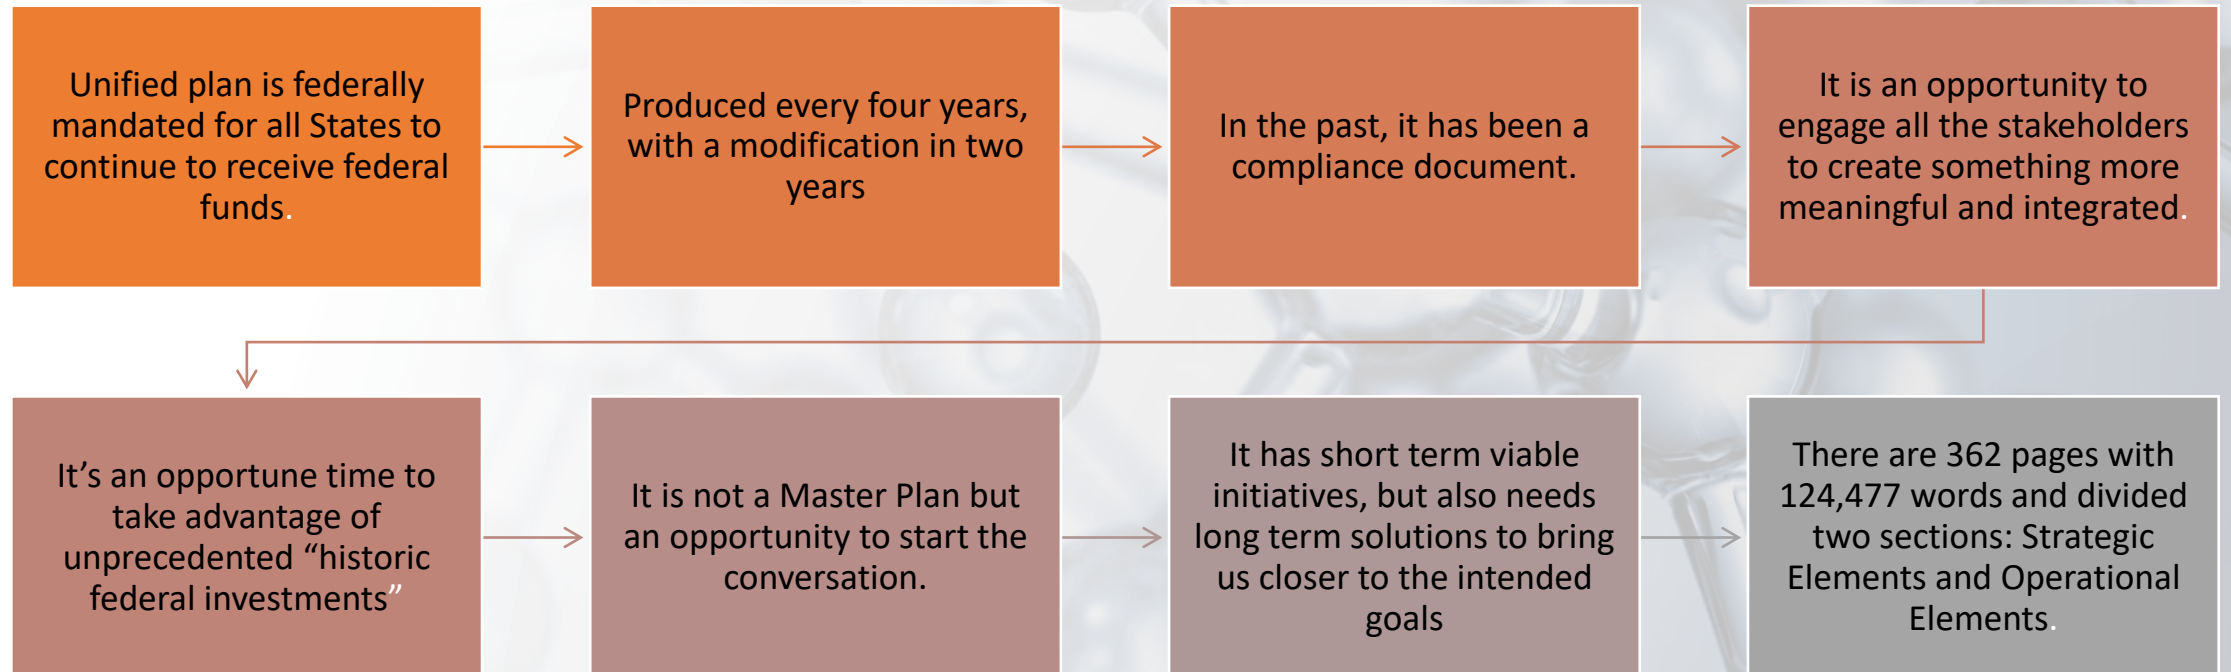 Unified plan is federally
mandated for all States to
continue to receive federal
funds.
Produced every four years,
with a modification in two
years
In the past, it has been a
compliance document.
It is an opportunity to
engage all the stakeholders
to create something more
meaningful and integrated.
It’s an opportune time to
take advantage of
unprecedented “historic
federal investments”
It is not a Master Plan but
an opportunity to start the
conversation.
It has short term viable
initiatives, but also needs
long term solutions to bring
us closer to the intended
goals
There are 362 pages with
124,477 words and divided
two sections: Strategic
Elements and Operational
Elements.